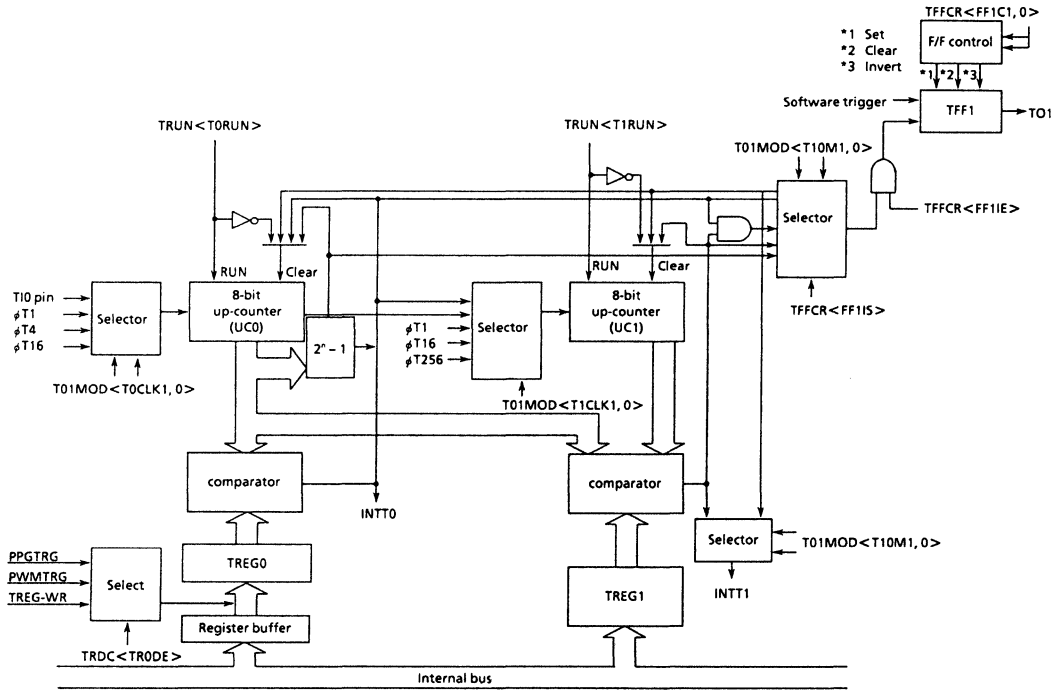 TFFCR<FF1C1, 0>
*1 Set
*2 Clear
*3 Invert
F/F control
*1 *2 *3
Software trigger
TFF1
TO1
TRUN<T0RUN>
TRUN<T1RUN>
T01MOD<T10M1, 0>
Selector
TFFCR<FF1IE>
RUN
Clear
RUN
Clear
TFFCR<FF1IS>
TI0 pin
φT1
φT4
φT16
Selector
8-bit
up-counter
(UC0)
2ⁿ – 1
φT1
φT16
φT256
Selector
8-bit
up-counter
(UC1)
T01MOD<T0CLK1, 0>
T01MOD<T1CLK1, 0>
comparator
INTT0
comparator
Selector
T01MOD<T10M1, 0>
INTT1
PPGTRG
PWMTRG
TREG-WR
Select
TREG0
TREG1
Register buffer
TRDC<TR0DE>
Internal bus